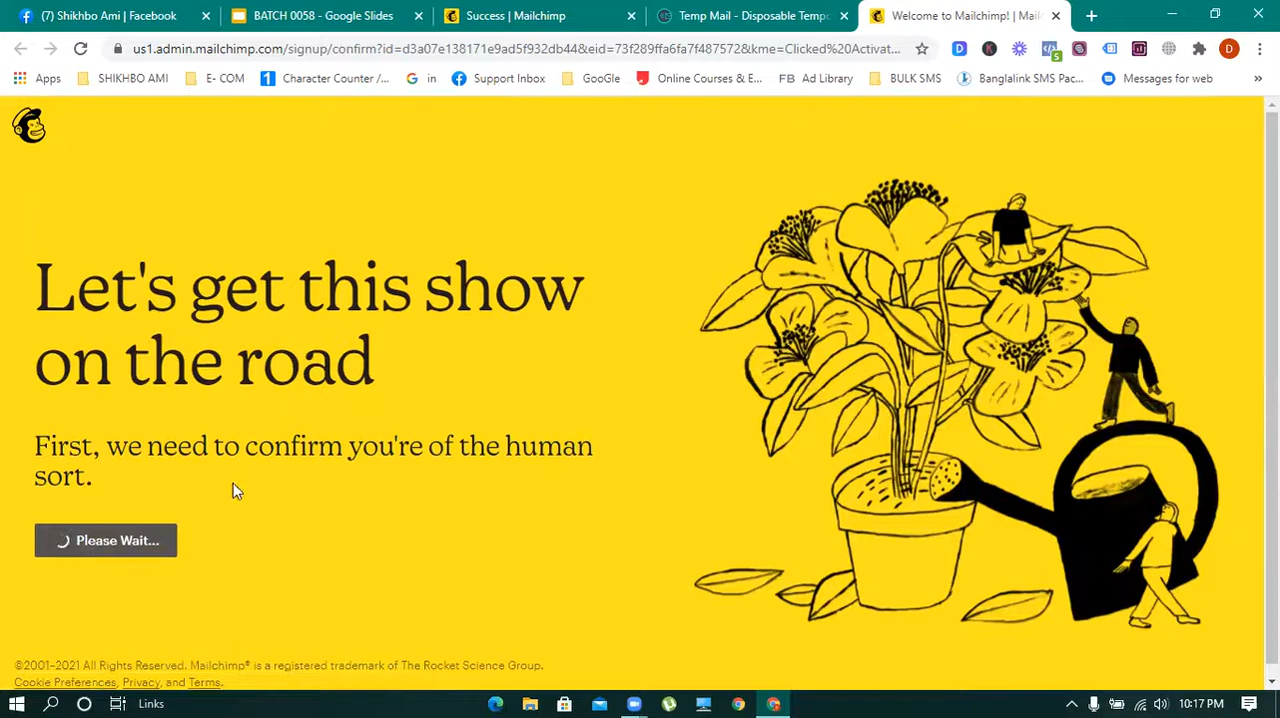 (7) Shikhbo Ami | Facebook
BATCH 0058 - Google Slides
Success | Mailchimp
Temp Mail - Disposable Tempo
Welcome to Mailchimp! | Mail
us1.admin.mailchimp.com/signup/confirm?id=d3a07e138171e9ad5f932db44&eid=73f289ffa6fa7f487572&kme=Clicked%20Activat...
D
Apps
SHIKHBO AMI
E- COM
Character Counter /...
in
Support Inbox
GooGle
Online Courses & E...
FB Ad Library
BULK SMS
Banglalink SMS Pac...
Messages for web
»
Let's get this show
on the road
First, we need to confirm you're of the human
sort.
Please Wait...
©2001–2021 All Rights Reserved. Mailchimp® is a registered trademark of The Rocket Science Group.
Cookie Preferences, Privacy, and Terms.
Links
10:17 PM